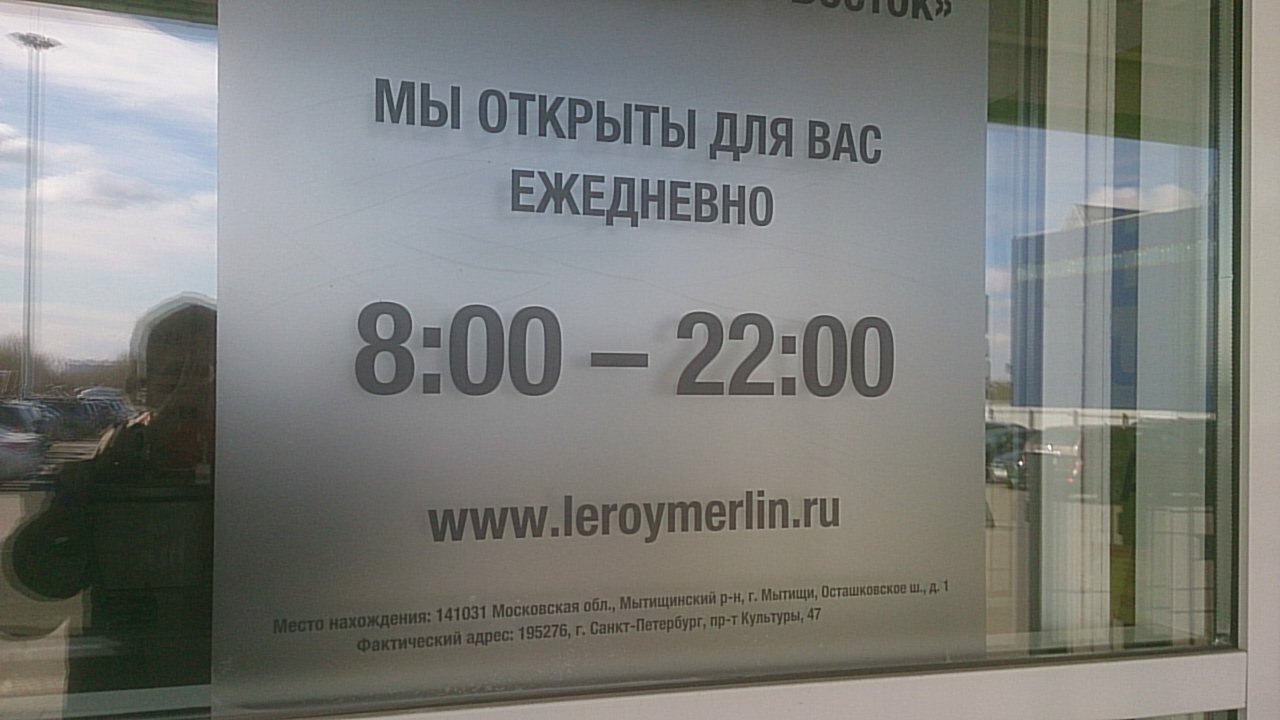 ВОСТОК»
МЫ ОТКРЫТЫ ДЛЯ ВАС
ЕЖЕДНЕВНО
8:00 – 22:00
www.leroymerlin.ru
Место нахождения: 141031 Московская обл., Мытищинский р-н, г. Мытищи, Осташковское ш., д. 1
Фактический адрес: 195276, г. Санкт-Петербург, пр-т Культуры, 47